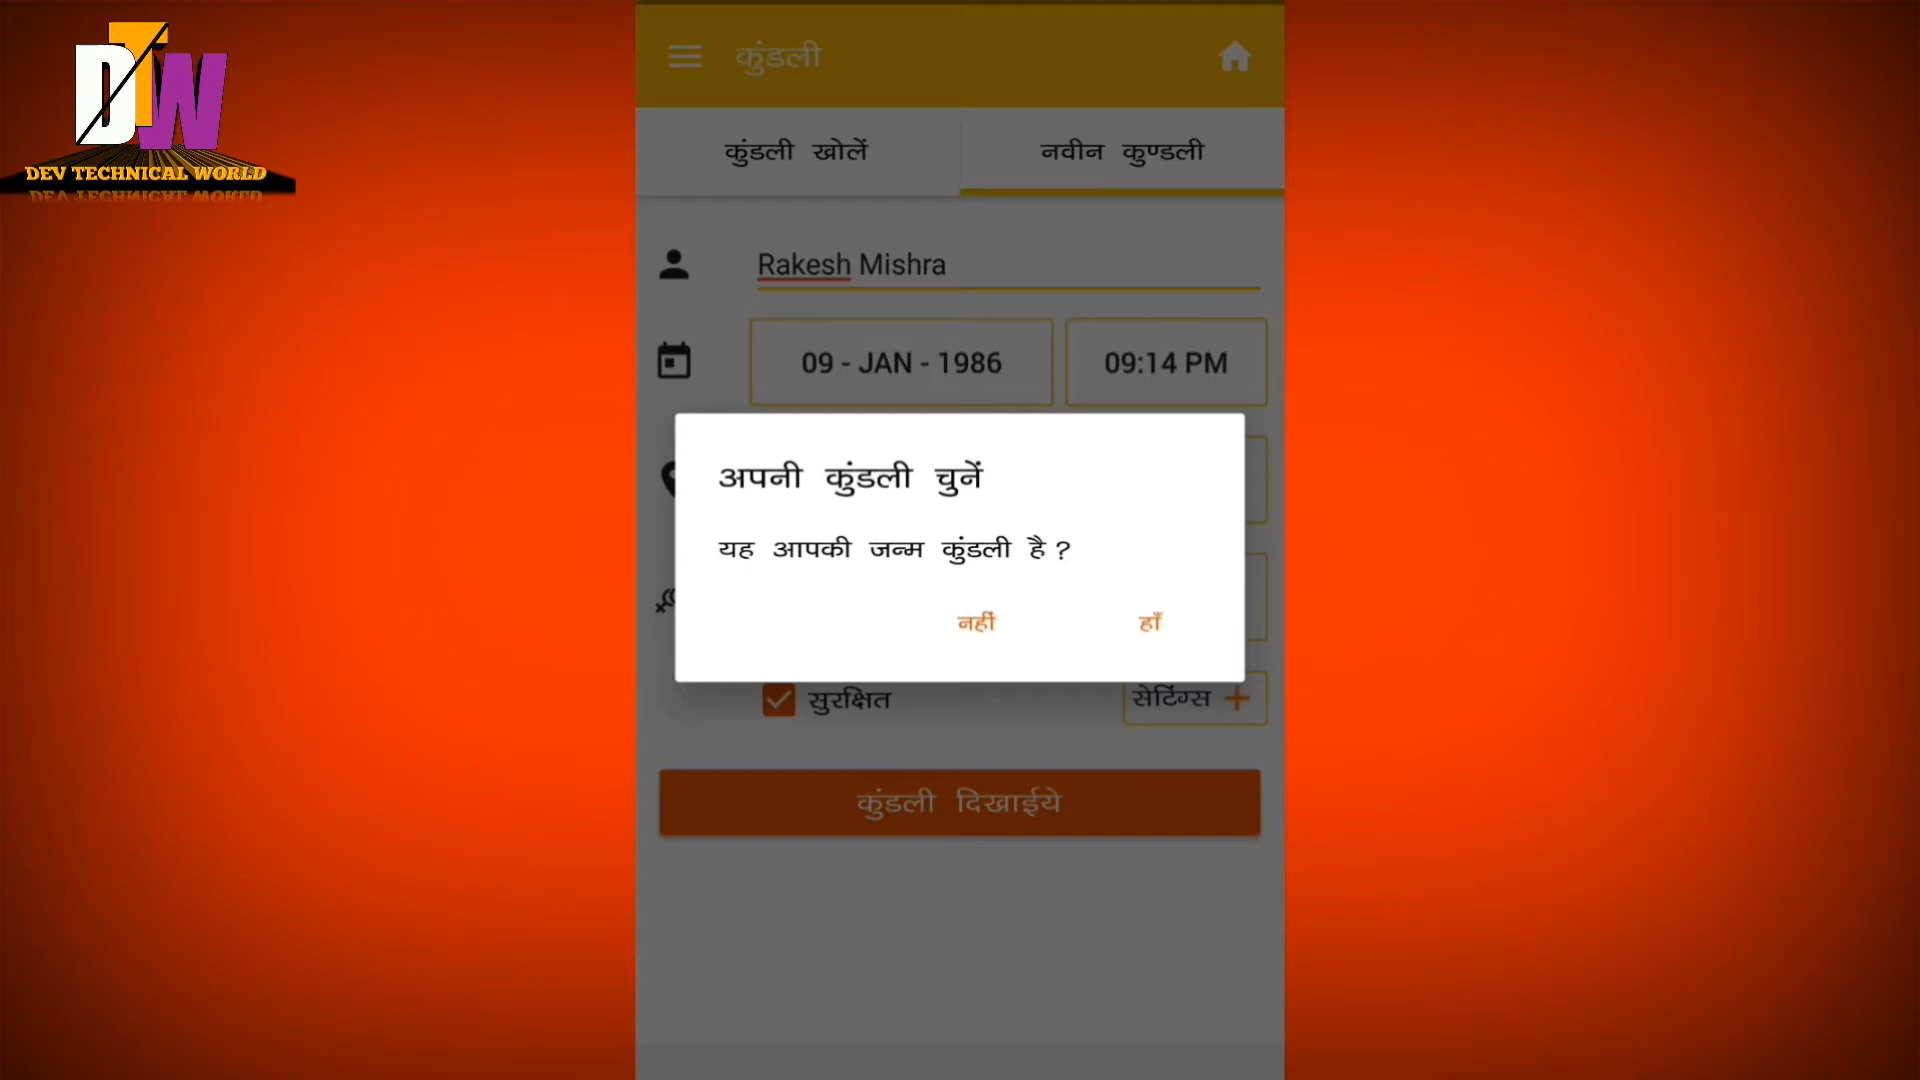 DTW
DEV TECHNICAL WORLD
कुंडली
कुंडली खोलें
नवीन कुण्डली
Rakesh Mishra
09 - JAN - 1986
09:14 PM
अपनी कुंडली चुनें
यह आपकी जन्म कुंडली है ?
नहीं
हाँ
सुरक्षित
सेटिंग्स +
कुंडली दिखाईये